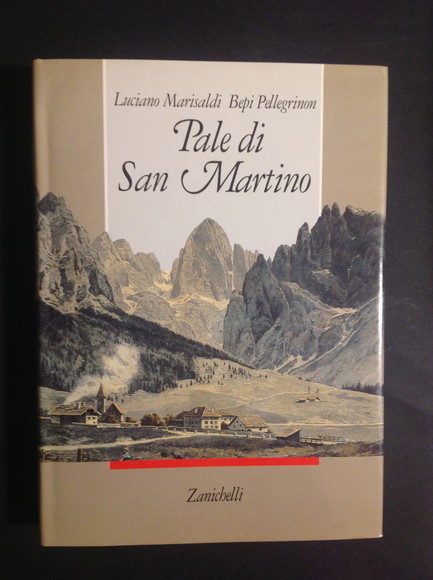 Luciano Marisaldi Bepi Pellegrinon
Pale di
San Martino
Zanichelli